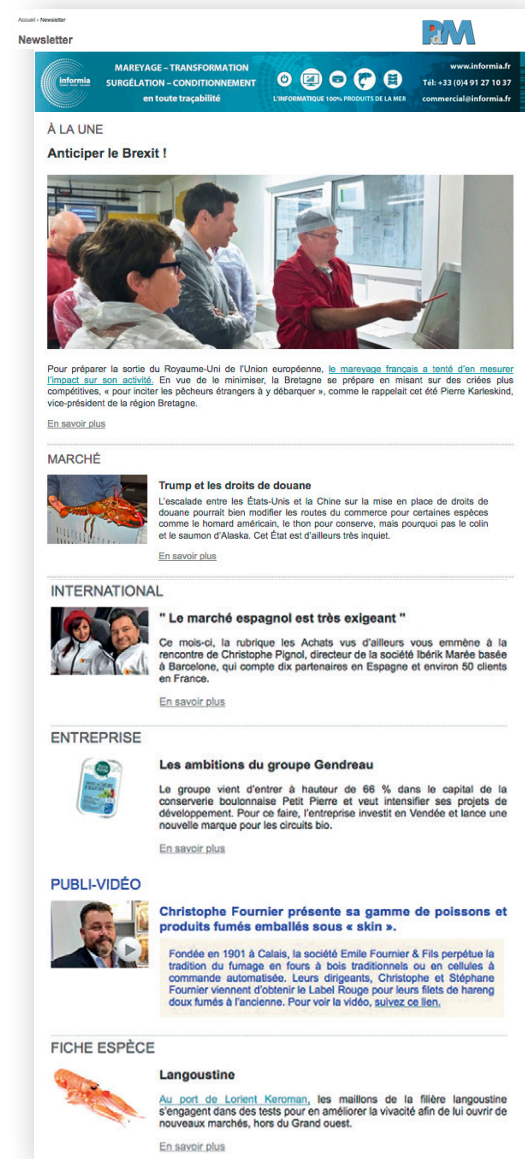 Accueil › Newsletter
Newsletter
PdM
informia
MAREYAGE – TRANSFORMATION
SURGÉLATION – CONDITIONNEMENT
en toute traçabilité
L'INFORMATIQUE 100% PRODUITS DE LA MER
www.informia.fr
Tél: +33 (0)4 91 27 10 37
commercial@informia.fr
À LA UNE
Anticiper le Brexit !
Pour préparer la sortie du Royaume-Uni de l'Union européenne, le mareyage français a tenté d'en mesurer
l'impact sur son activité. En vue de le minimiser, la Bretagne se prépare en misant sur des criées plus
compétitives, « pour inciter les pêcheurs étrangers à y débarquer », comme le rappelait cet été Pierre Karleskind,
vice-président de la région Bretagne.
En savoir plus
MARCHÉ
Trump et les droits de douane
L'escalade entre les États-Unis et la Chine sur la mise en place de droits de
douane pourrait bien modifier les routes du commerce pour certaines espèces
comme le homard américain, le thon pour conserve, mais pourquoi pas le colin
et le saumon d'Alaska. Cet État est d'ailleurs très inquiet.
En savoir plus
INTERNATIONAL
" Le marché espagnol est très exigeant "
Ce mois-ci, la rubrique les Achats vus d'ailleurs vous emmène à la
rencontre de Christophe Pignol, directeur de la société Ibérik Marée basée
à Barcelone, qui compte dix partenaires en Espagne et environ 50 clients
en France.
En savoir plus
ENTREPRISE
Les ambitions du groupe Gendreau
Le groupe vient d'entrer à hauteur de 66 % dans le capital de la
conserverie boulonnaise Petit Pierre et veut intensifier ses projets de
développement. Pour ce faire, l'entreprise investit en Vendée et lance une
nouvelle marque pour les circuits bio.
En savoir plus
PUBLI-VIDÉO
Christophe Fournier présente sa gamme de poissons et
produits fumés emballés sous « skin ».
Fondée en 1901 à Calais, la société Emile Fournier & Fils perpétue la
tradition du fumage en fours à bois traditionnels ou en cellules à
commande automatisée. Leurs dirigeants, Christophe et Stéphane
Fournier viennent d'obtenir le Label Rouge pour leurs filets de hareng
doux fumés à l'ancienne. Pour voir la vidéo, suivez ce lien.
FICHE ESPÈCE
Langoustine
Au port de Lorient Keroman, les maillons de la filière langoustine
s'engagent dans des tests pour en améliorer la vivacité afin de lui ouvrir de
nouveaux marchés, hors du Grand ouest.
En savoir plus